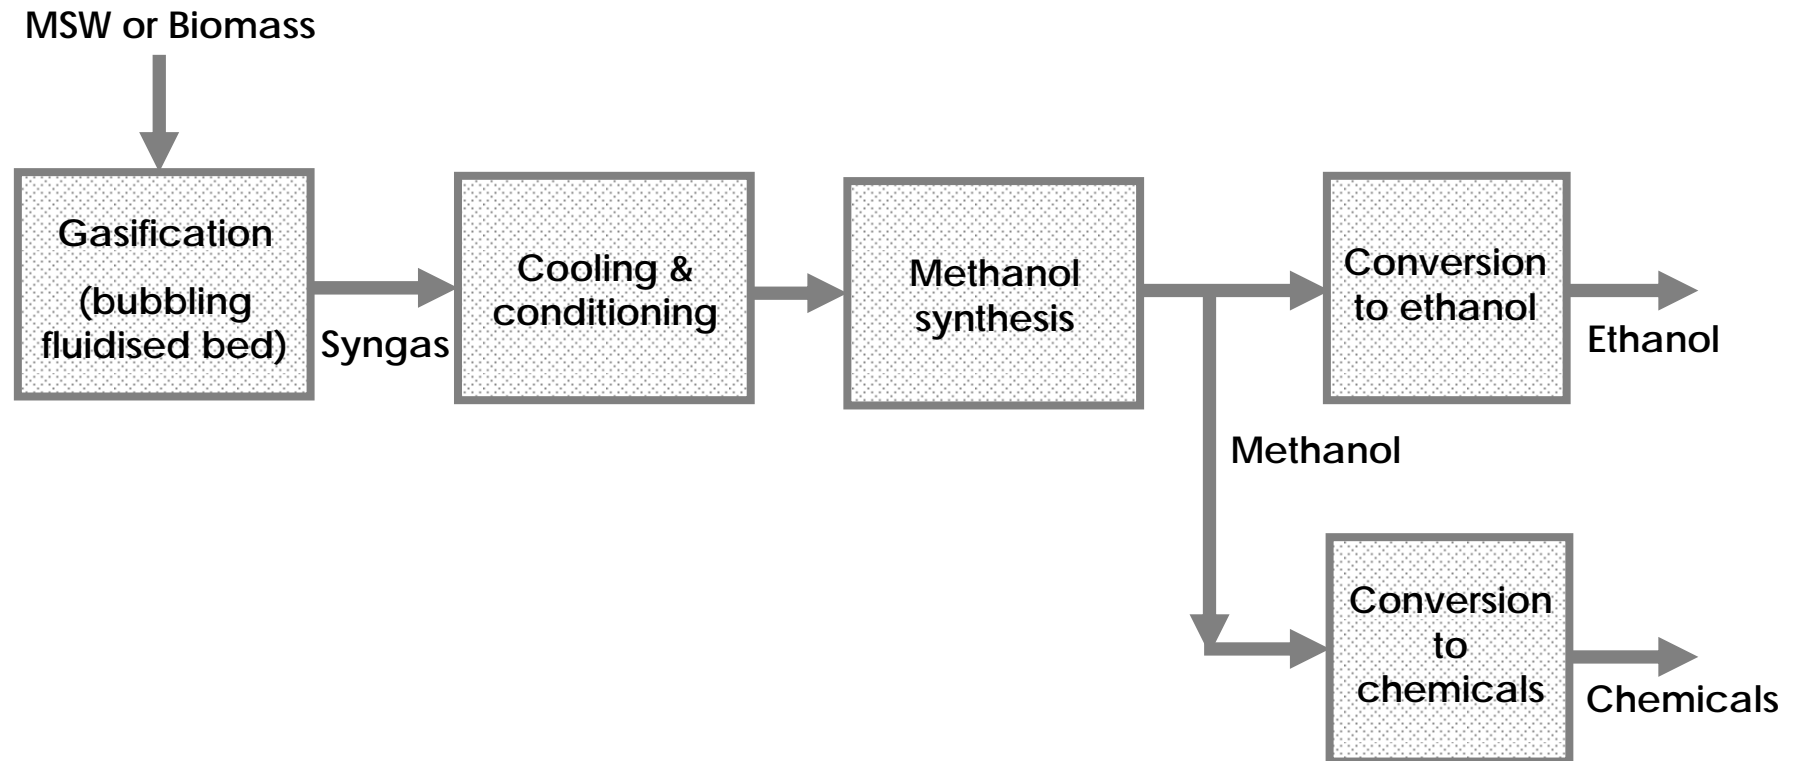 MSW or Biomass
Gasification
(bubbling
fluidised bed)
Syngas
Cooling &
conditioning
Methanol
synthesis
Conversion
to ethanol
Ethanol
Methanol
Conversion
to
chemicals
Chemicals